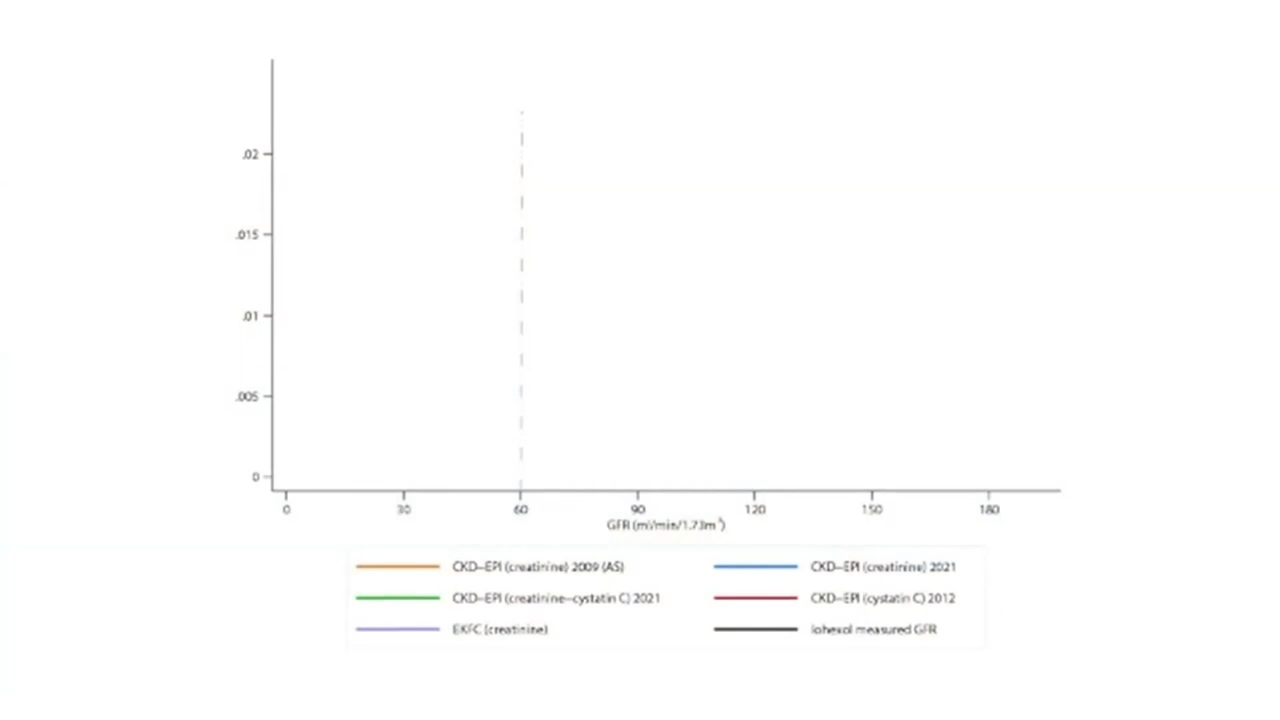 .02
.015
.01
.005
0
0 30 60 90 120 150 180
GFR (ml/min/1.73m²)
CKD–EPI (creatinine) 2009 (AS) CKD–EPI (creatinine) 2021
CKD–EPI (creatinine–cystatin C) 2021 CKD–EPI (cystatin C) 2012
EKFC (creatinine) Iohexol measured GFR